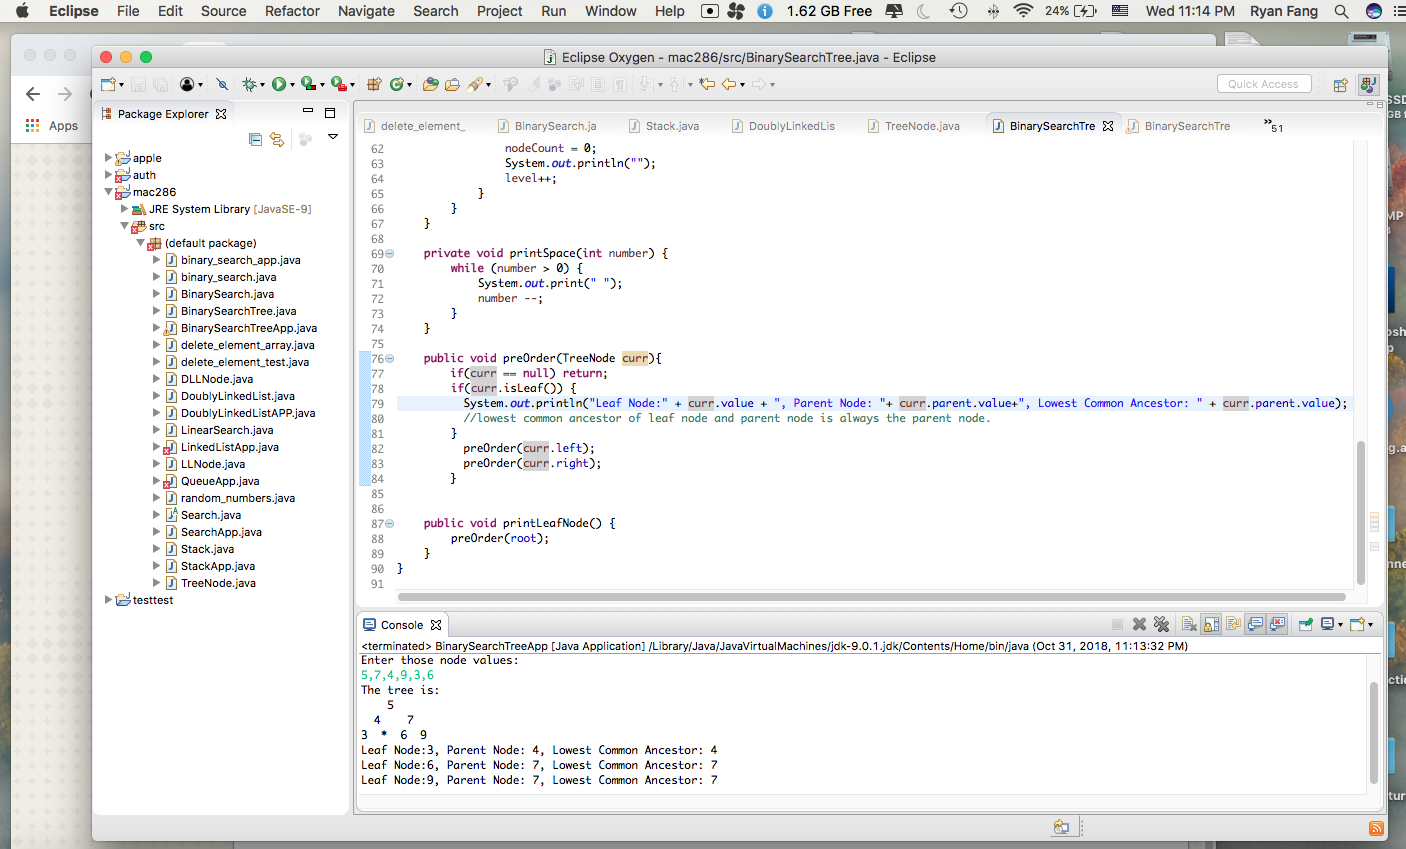 Eclipse File Edit Source Refactor Navigate Search Project Run Window Help 1.62 GB Free 24% Wed 11:14 PM Ryan Fang
Eclipse Oxygen - mac286/src/BinarySearchTree.java - Eclipse
Quick Access
Apps
Package Explorer
apple
auth
mac286
JRE System Library [JavaSE-9]
src
(default package)
binary_search_app.java
binary_search.java
BinarySearch.java
BinarySearchTree.java
BinarySearchTreeApp.java
delete_element_array.java
delete_element_test.java
DLLNode.java
DoublyLinkedList.java
DoublyLinkedListAPP.java
LinearSearch.java
LinkedListApp.java
LLNode.java
QueueApp.java
random_numbers.java
Search.java
SearchApp.java
Stack.java
StackApp.java
TreeNode.java
testtest
delete_element_ BinarySearch.ja Stack.java DoublyLinkedLis TreeNode.java BinarySearchTre BinarySearchTre »51
62 nodeCount = 0;
63 System.out.println("");
64 level++;
65 }
66 }
67 }
68
69 private void printSpace(int number) {
70 while (number > 0) {
71 System.out.print(" ");
72 number --;
73 }
74 }
75
76 public void preOrder(TreeNode curr){
77 if(curr == null) return;
78 if(curr.isLeaf()) {
79 System.out.println("Leaf Node:" + curr.value + ", Parent Node: "+ curr.parent.value+", Lowest Common Ancestor: " + curr.parent.value);
80 //lowest common ancestor of leaf node and parent node is always the parent node.
81 }
82 preOrder(curr.left);
83 preOrder(curr.right);
84 }
85
86
87 public void printLeafNode() {
88 preOrder(root);
89 }
90 }
91
Console
<terminated> BinarySearchTreeApp [Java Application] /Library/Java/JavaVirtualMachines/jdk-9.0.1.jdk/Contents/Home/bin/java (Oct 31, 2018, 11:13:32 PM)
Enter those node values:
5,7,4,9,3,6
The tree is:
5
4 7
3 * 6 9
Leaf Node:3, Parent Node: 4, Lowest Common Ancestor: 4
Leaf Node:6, Parent Node: 7, Lowest Common Ancestor: 7
Leaf Node:9, Parent Node: 7, Lowest Common Ancestor: 7